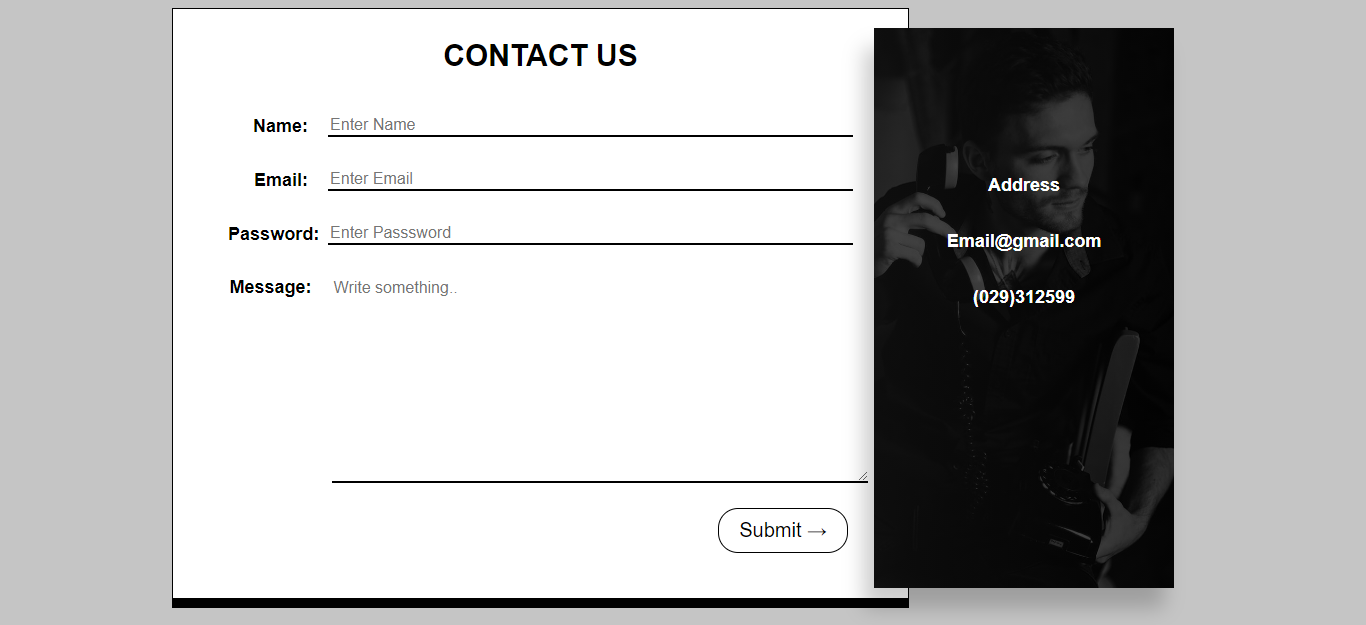 CONTACT US
Name: Enter Name
Email: Enter Email
Password: Enter Passsword
Message: Write something..
Submit →
Address
Email@gmail.com
(029)312599